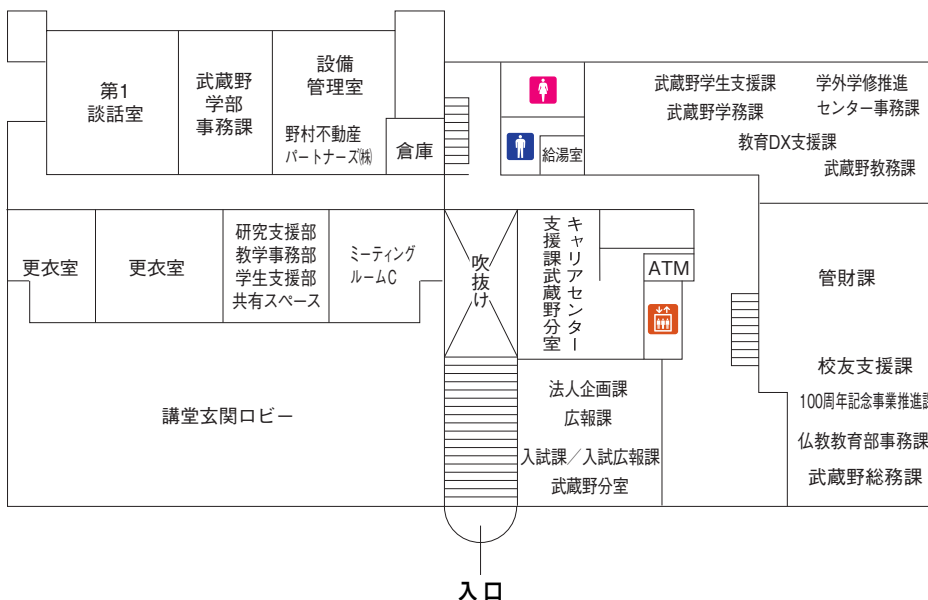 第1
談話室
武蔵野
学部
事務課
設備
管理室
野村不動産
パートナーズ㈱
倉庫
給湯室
武蔵野学生支援課
武蔵野学務課
学外学修推進
センター事務課
教育DX支援課
武蔵野教務課
更衣室
更衣室
研究支援部
教学事務部
学生支援部
共有スペース
ミーティング
ルームC
吹抜け
キャリアセンター
支援課武蔵野分室
ATM
管財課
校友支援課
100周年記念事業推進課
仏教教育部事務課
武蔵野総務課
講堂玄関ロビー
法人企画課
広報課
入試課／入試広報課
武蔵野分室
入口